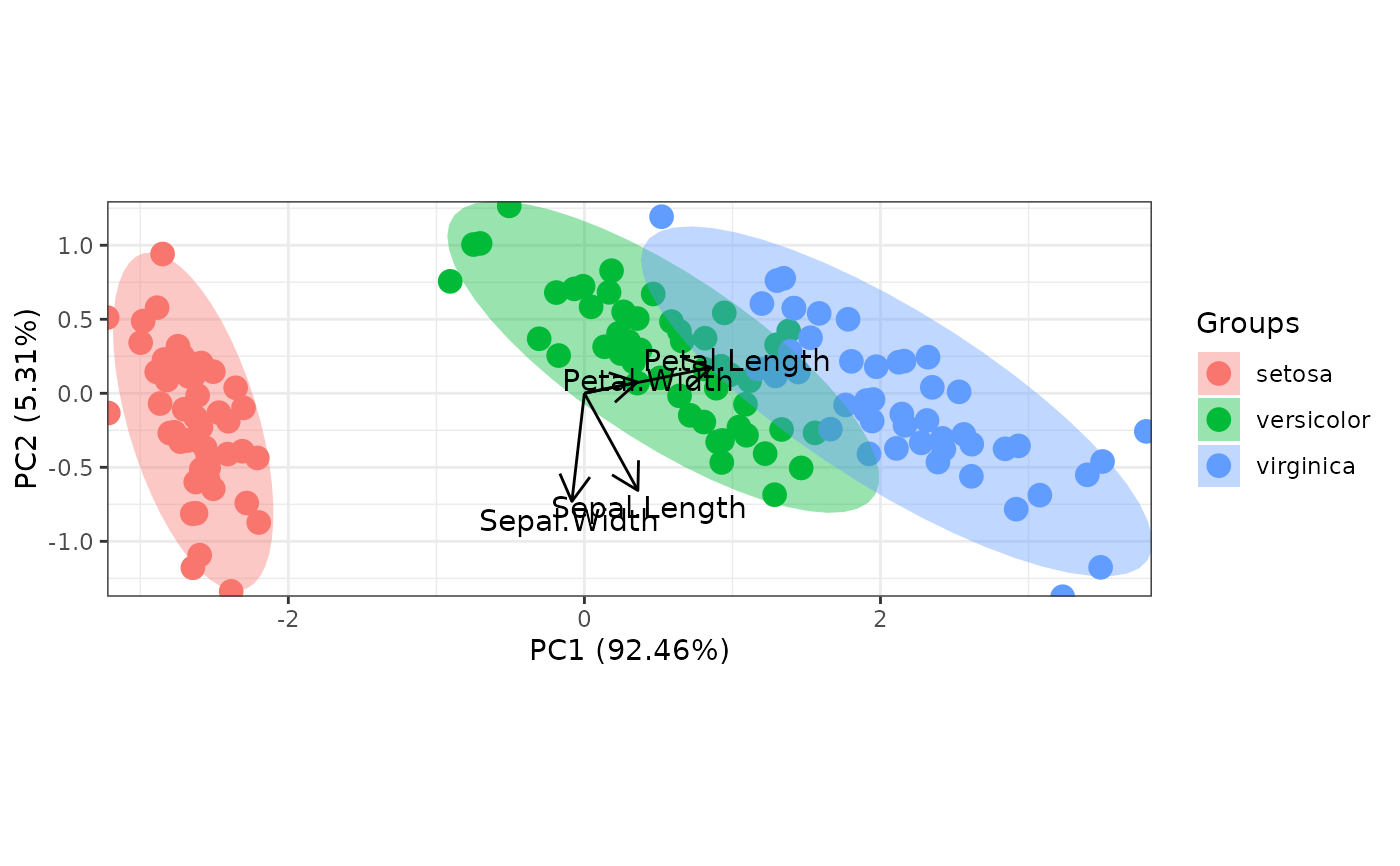 1.0
0.5
0.0
-0.5
-1.0
PC2 (5.31%)
Petal.Length
Petal.Width
Sepal.Length
Sepal.Width
-2
0
2
PC1 (92.46%)
Groups
setosa
versicolor
virginica